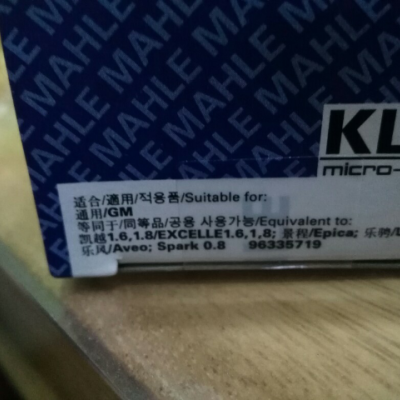 MAHLE MAHLE MAHLE MAHLE
KL
micro-
适合/適用/적용품/Suitable for:
通用/GM
等同于/同等品/공용 사용가능/Equivalent to:
凯越1.6,1.8/EXCELLE1.6,1.8; 景程/Epica; 乐骋/
乐风/Aveo; Spark 0.8 96335719